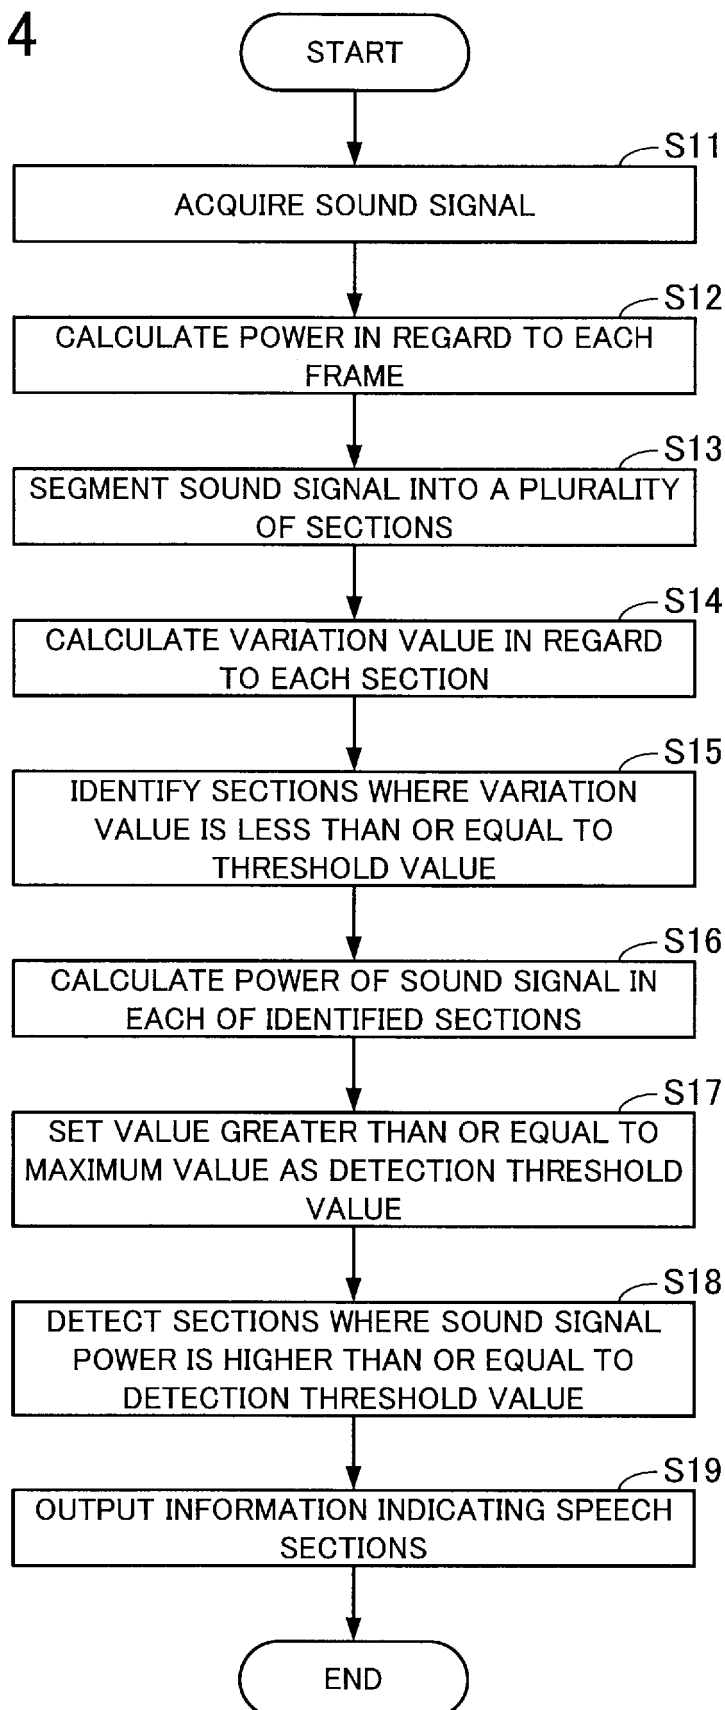 4
START
S11
ACQUIRE SOUND SIGNAL
S12
CALCULATE POWER IN REGARD TO EACH
FRAME
S13
SEGMENT SOUND SIGNAL INTO A PLURALITY
OF SECTIONS
S14
CALCULATE VARIATION VALUE IN REGARD
TO EACH SECTION
S15
IDENTIFY SECTIONS WHERE VARIATION
VALUE IS LESS THAN OR EQUAL TO
THRESHOLD VALUE
S16
CALCULATE POWER OF SOUND SIGNAL IN
EACH OF IDENTIFIED SECTIONS
S17
SET VALUE GREATER THAN OR EQUAL TO
MAXIMUM VALUE AS DETECTION THRESHOLD
VALUE
S18
DETECT SECTIONS WHERE SOUND SIGNAL
POWER IS HIGHER THAN OR EQUAL TO
DETECTION THRESHOLD VALUE
S19
OUTPUT INFORMATION INDICATING SPEECH
SECTIONS
END